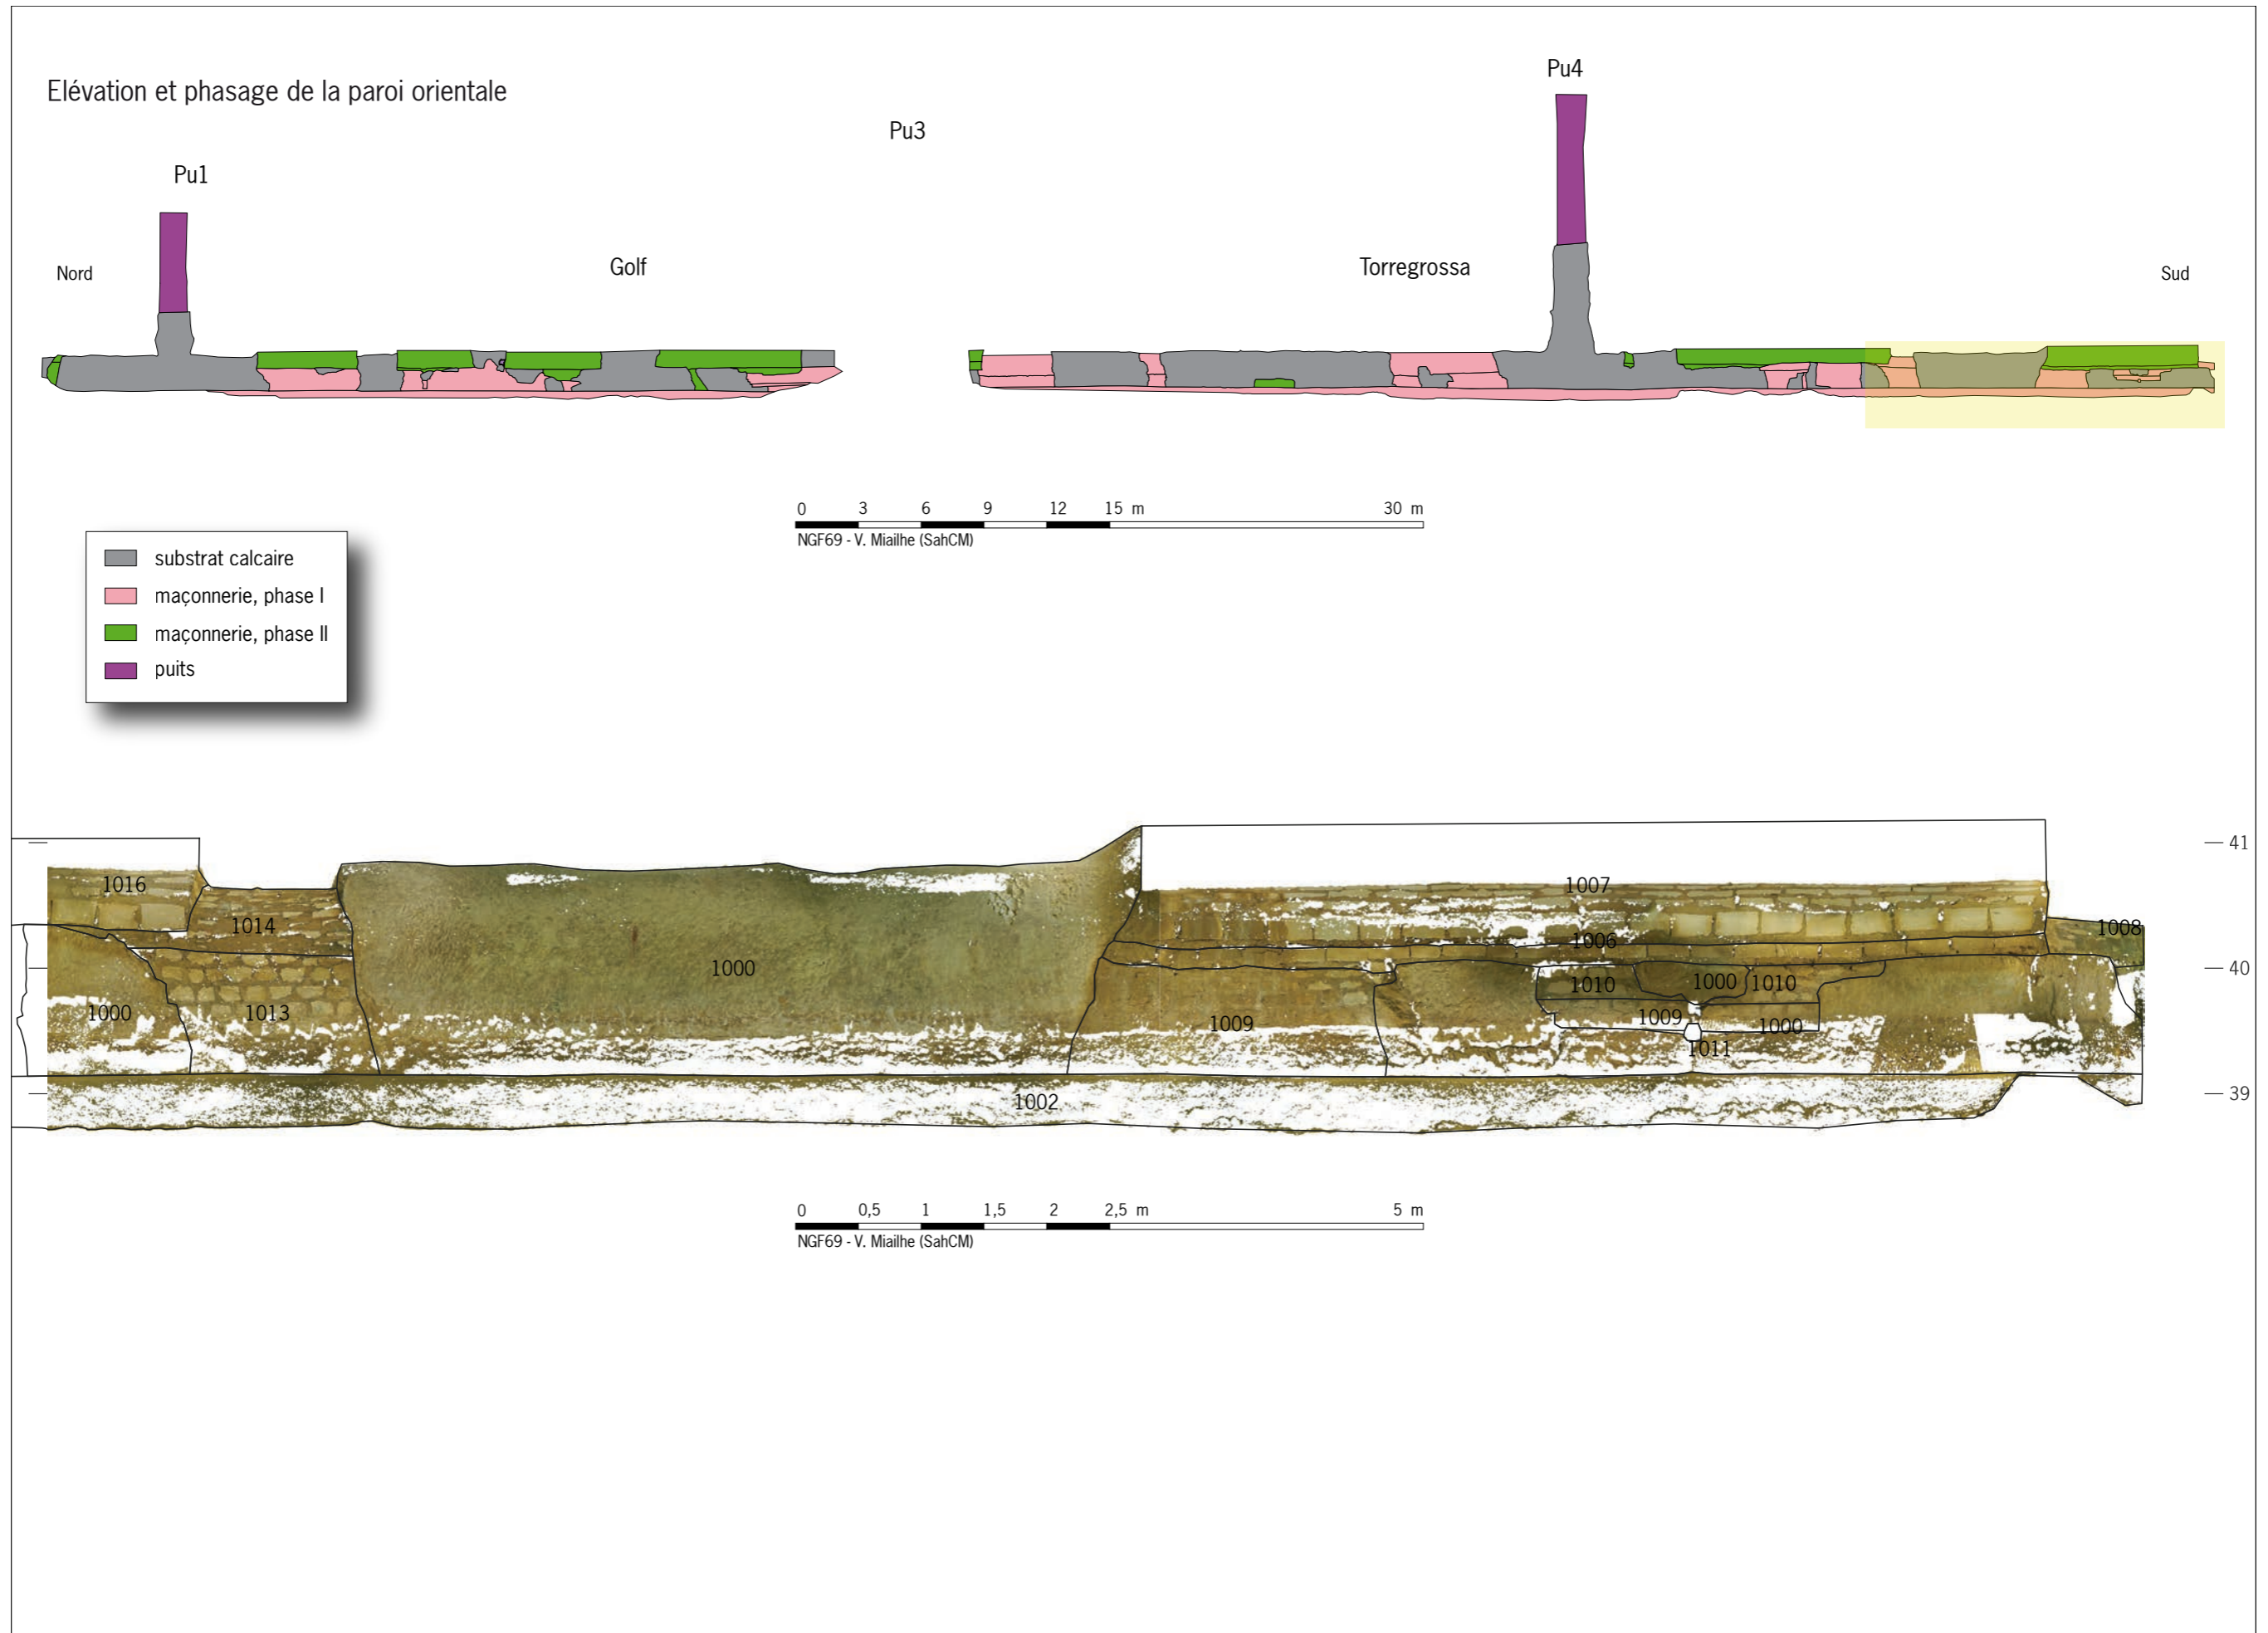 Elévation et phasage de la paroi orientale
Pu4
Pu3
Pu1
Nord
Golf
Torregrossa
Sud
0 3 6 9 12 15 m 30 m
NGF69 - V. Miailhe (SahCM)
substrat calcaire
maçonnerie, phase I
maçonnerie, phase II
puits
41
1016
1007
1014
1008
1006
1000
40
1010
1000
1010
1000
1013
1009
1009
1000
1011
39
1002
0 0,5 1 1,5 2 2,5 m 5 m
NGF69 - V. Miailhe (SahCM)